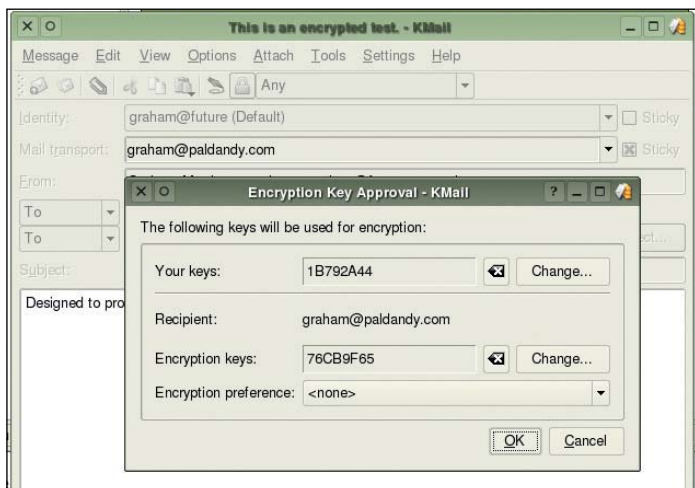 This is an encrypted test. - KMail
Message Edit View Options Attach Tools Settings Help
Any
Identity: graham@future (Default) Sticky
Mail transport: graham@paldandy.com Sticky
From:
To
To
Subject:
Designed to pro
Encryption Key Approval - KMail ?
The following keys will be used for encryption:
Your keys: 1B792A44 Change...
Recipient: graham@paldandy.com
Encryption keys: 76CB9F65 Change...
Encryption preference: <none>
OK Cancel